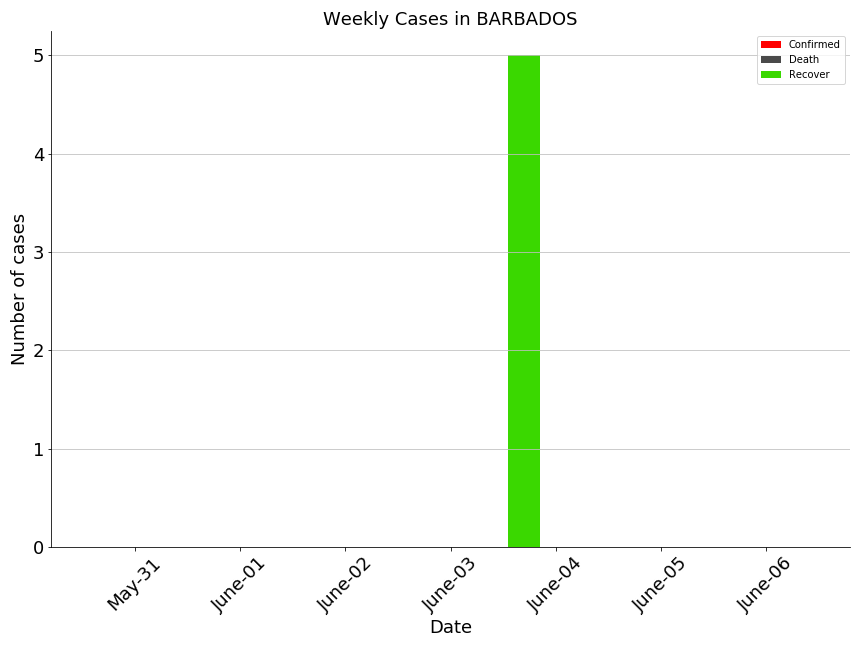 Weekly Cases in BARBADOS
Confirmed
Death
Recover
5
4
3
2
1
0
Number of cases
May-31
June-01
June-02
June-03
June-04
June-05
June-06
Date